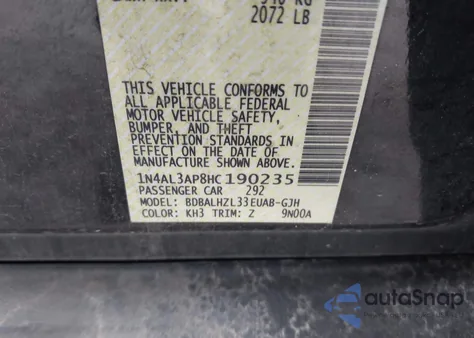 2072 LB
THIS VEHICLE CONFORMS TO
ALL APPLICABLE FEDERAL
MOTOR VEHICLE SAFETY,
BUMPER, AND THEFT
PREVENTION STANDARDS IN
EFFECT ON THE DATE OF
MANUFACTURE SHOWN ABOVE.
1N4AL3AP8HC190235
PASSENGER CAR 292
MODEL: BDBALHZL33EUAB-GJH
COLOR: KH3 TRIM: Z 9N00A
autoSnap